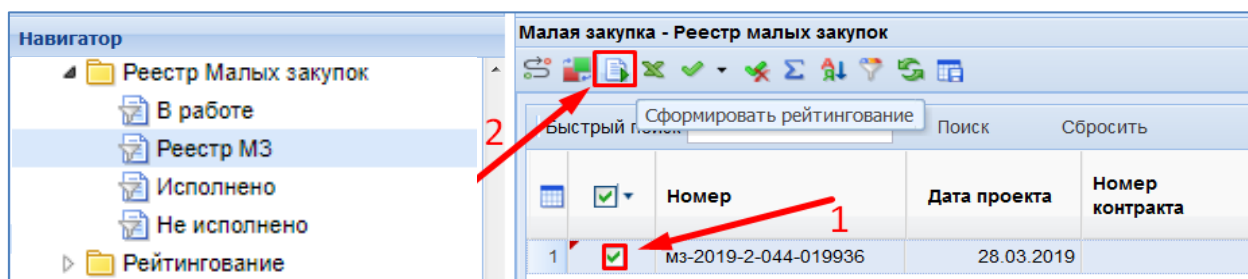 Навигатор
Реестр Малых закупок
В работе
Реестр МЗ
Исполнено
Не исполнено
Рейтингование
2
Малая закупка - Реестр малых закупок
Сформировать рейтингование
Быстрый поиск
Поиск
Сбросить
Номер
Дата проекта
Номер
контракта
1
1
мз-2019-2-044-019936
28.03.2019